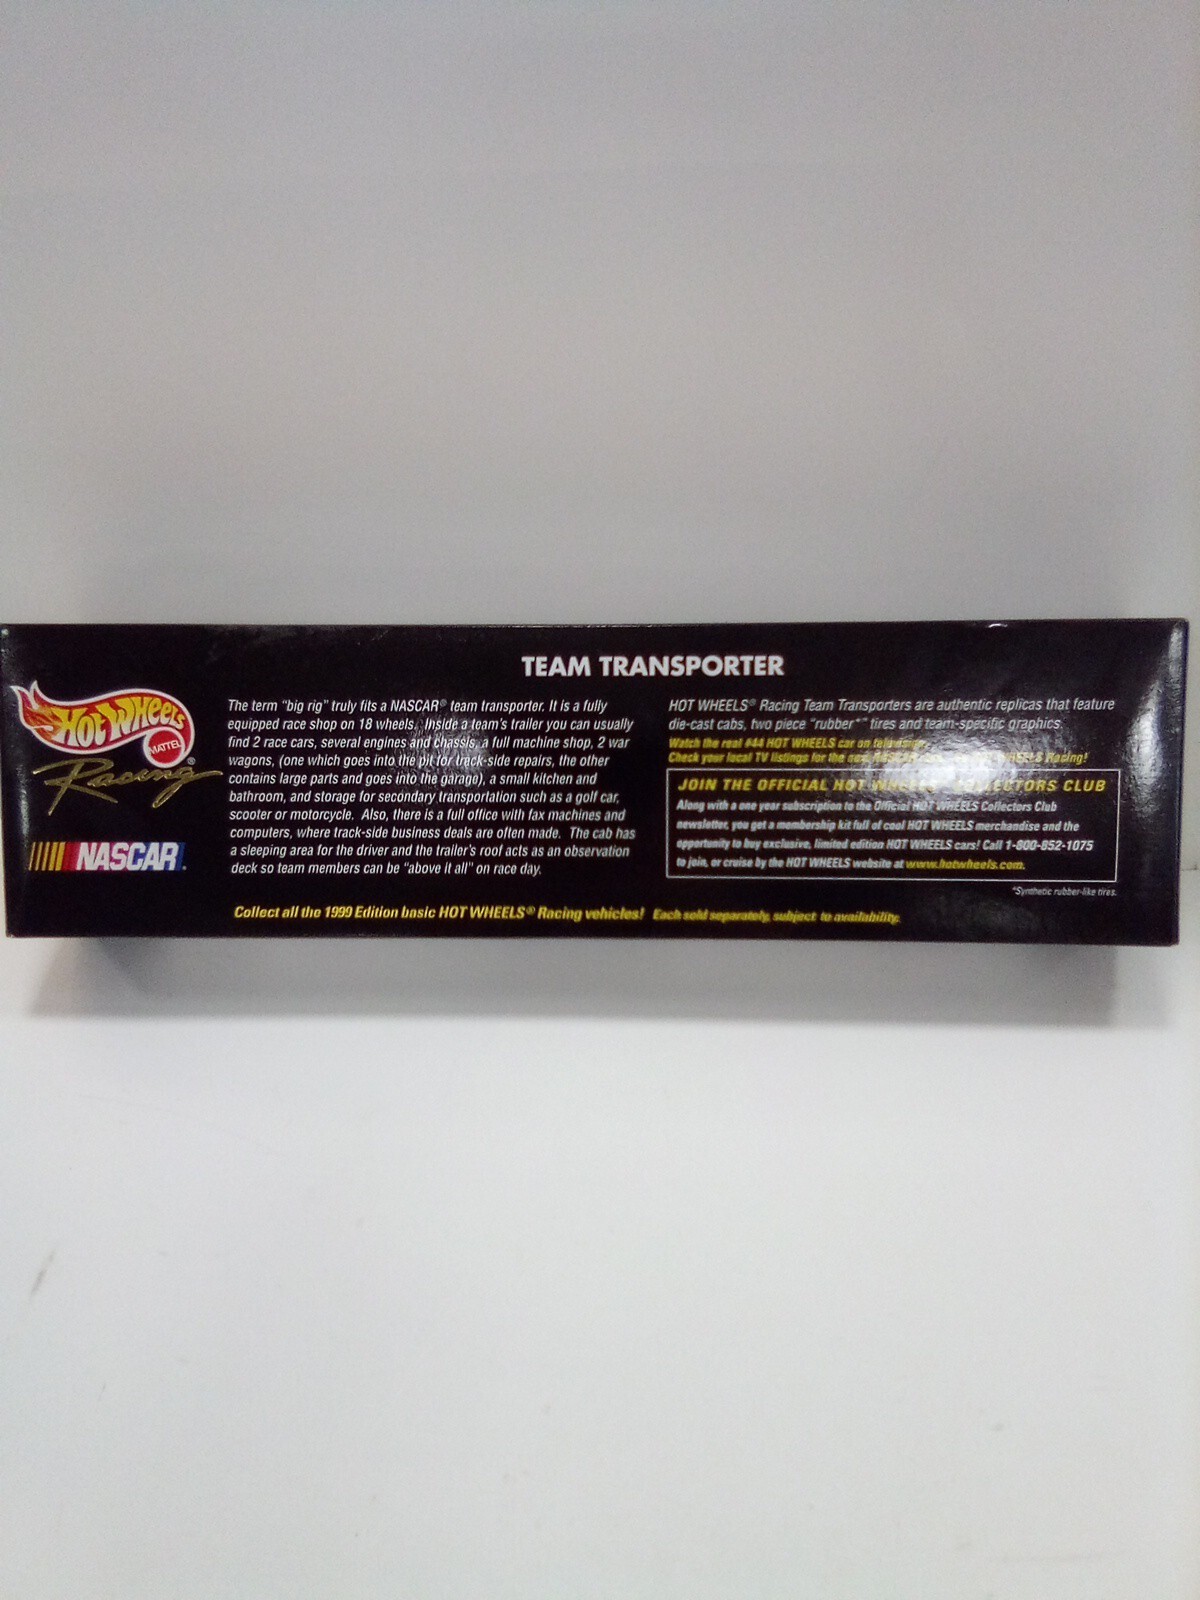 TEAM TRANSPORTER
HOT WHEELS
MATTEL
Racing®
NASCAR.
The term "big rig" truly fits a NASCAR® team transporter. It is a fully
equipped race shop on 18 wheels. Inside a team's trailer you can usually
find 2 race cars, several engines and chassis, a full machine shop, 2 war
wagons, (one which goes into the pit for track-side repairs, the other
contains large parts and goes into the garage), a small kitchen and
bathroom, and storage for secondary transportation such as a golf car,
scooter or motorcycle. Also, there is a full office with fax machines and
computers, where track-side business deals are often made. The cab has
a sleeping area for the driver and the trailer's roof acts as an observation
deck so team members can be "above it all" on race day.
HOT WHEELS® Racing Team Transporters are authentic replicas that feature
die-cast cabs, two piece "rubber*" tires and team-specific graphics.
Watch the real #44 HOT WHEELS car on television.
Check your local TV listings for the WHEELS Racing!
JOIN THE OFFICIAL HOT WHEELS COLLECTORS CLUB
Along with a one year subscription to the Official HOT WHEELS Collectors Club
newsletter, you get a membership kit full of cool HOT WHEELS merchandise and the
opportunity to buy exclusive, limited edition HOT WHEELS cars! Call 1-800-852-1075
to join, or cruise by the HOT WHEELS website at www.hotwheels.com.
*Synthetic rubber-like tires.
Collect all the 1999 Edition basic HOT WHEELS® Racing vehicles! Each sold separately, subject to availability.